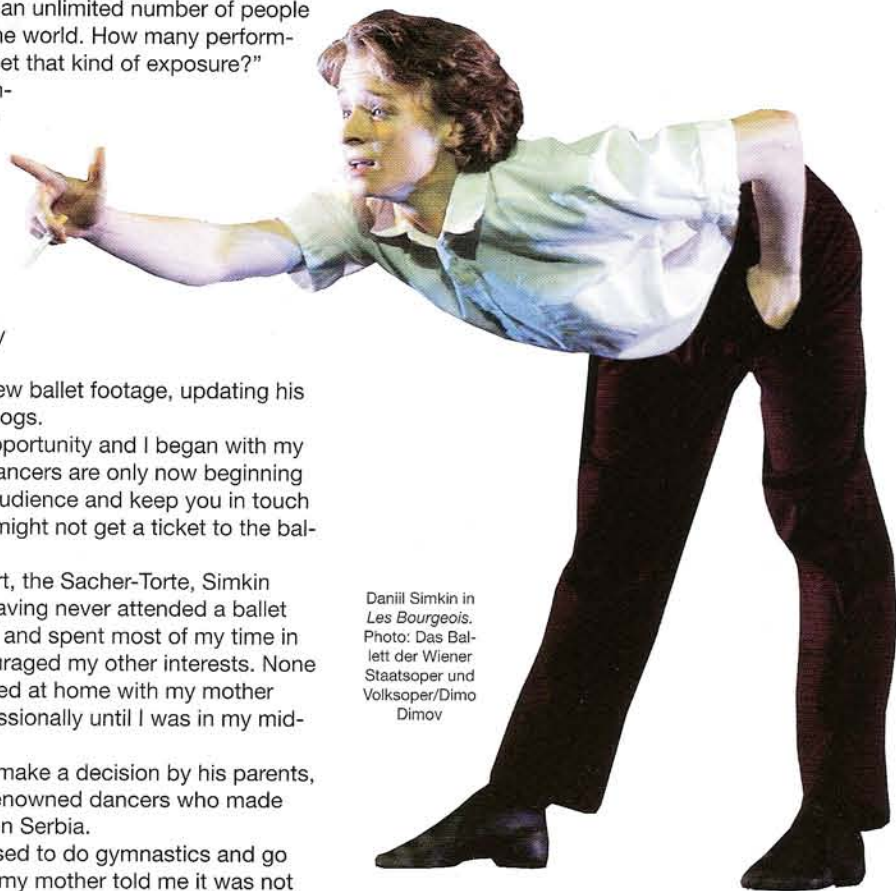 an unlimited number of people
ne world. How many perform-
et that kind of exposure?"
n-
ew ballet footage, updating his
ogs.
portunity and I began with my
ancers are only now beginning
udience and keep you in touch
might not get a ticket to the bal-
rt, the Sacher-Torte, Simkin
aving never attended a ballet
and spent most of my time in
uraged my other interests. None
ed at home with my mother
ssionally until I was in my mid-
make a decision by his parents,
enowned dancers who made
n Serbia.
sed to do gymnastics and go
my mother told me it was not
Daniil Simkin in
Les Bourgeois.
Photo: Das Bal-
lett der Wiener
Staatsoper und
Volksoper/Dimo
Dimov